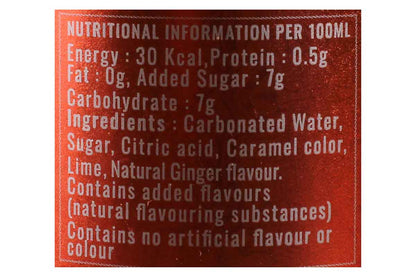 NUTRITIONAL INFORMATION PER 100ML
Energy : 30 Kcal,Protein : 0.5g
Fat : 0g, Added Sugar : 7g
Carbohydrate : 7g
Ingredients : Carbonated Water,
Sugar, Citric acid, Caramel color,
Lime, Natural Ginger flavour.
Contains added flavours
(natural flavouring substances)
Contains no artificial flavour or
colour